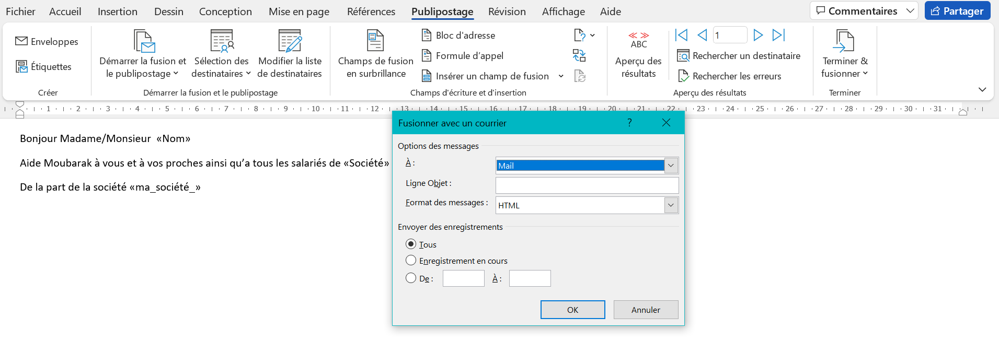 Fichier Accueil Insertion Dessin Conception Mise en page Références Publipostage Révision Affichage Aide Commentaires Partager
Enveloppes
Étiquettes
Créer
Démarrer la fusion et
le publipostage
Sélection des
destinataires
Modifier la liste
de destinataires
Démarrer la fusion et le publipostage
Champs de fusion
en surbrillance
Bloc d'adresse
Formule d’appel
Insérer un champ de fusion
Champs d'écriture et d'insertion
ABC
Aperçu des
résultats
1
Rechercher un destinataire
Rechercher les erreurs
Aperçu des résultats
Terminer &
fusionner
Terminer
1 2 3 4 5 6 7 8 9 10 11 12 13 14 15 16 17 18 19 20 21 22 23 24 25 26 27 28 29 30 31
Bonjour Madame/Monsieur «Nom»
Aide Moubarak à vous et à vos proches ainsi qu’a tous les salariés de «Société»
De la part de la société «ma_société_»
Fusionner avec un courrier ?
Options des messages
À : Mail
Ligne Objet :
Format des messages : HTML
Envoyer des enregistrements
Tous
Enregistrement en cours
De : À :
OK Annuler